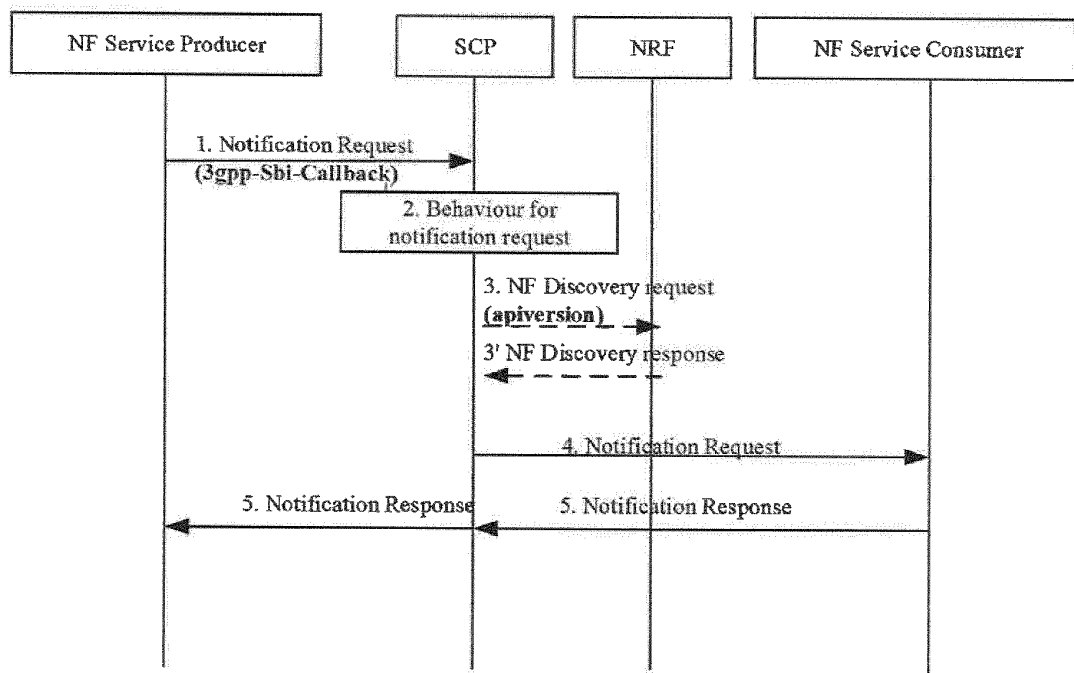 NF Service Producer
SCP
NRF
NF Service Consumer
1. Notification Request
(3gpp-Sbi-Callback)
2. Behaviour for
notification request
3. NF Discovery request
(apiversion)
3' NF Discovery response
4. Notification Request
5. Notification Response
5. Notification Response